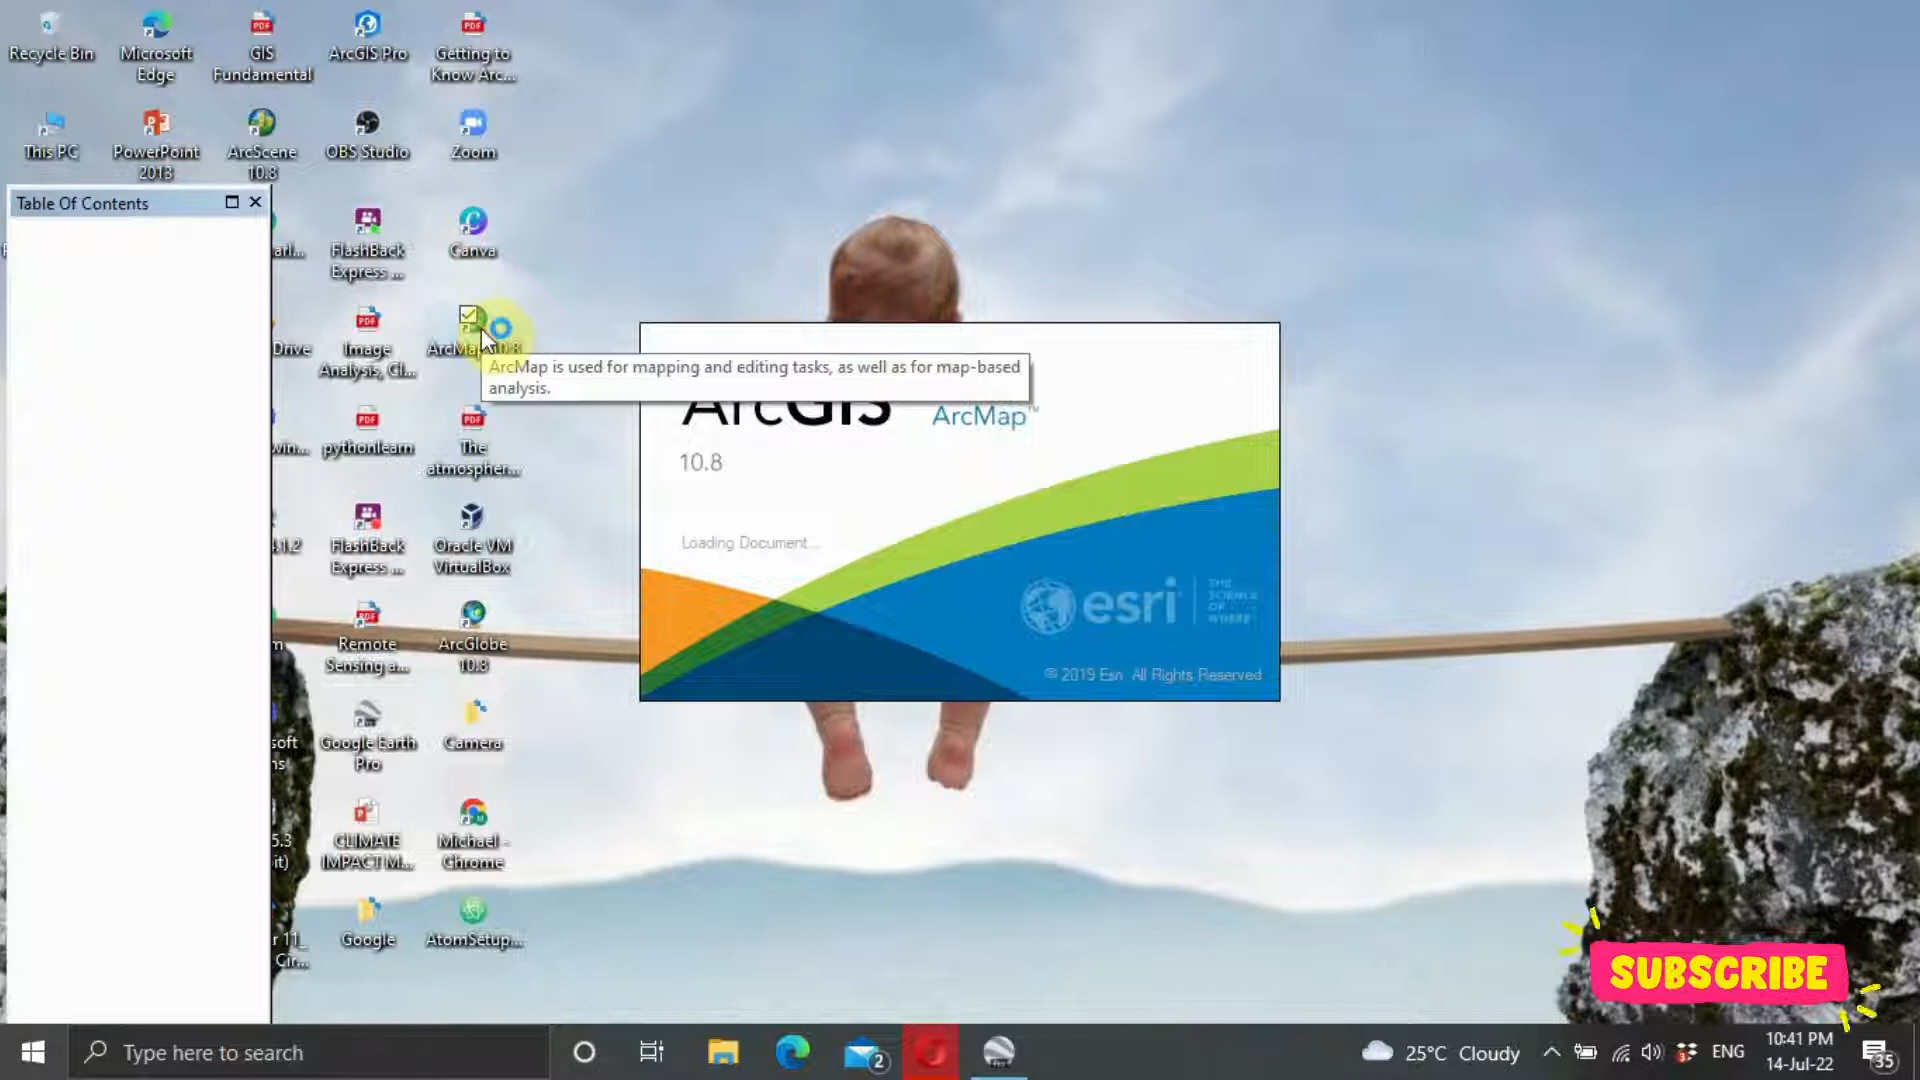 Recycle Bin
Microsoft
Edge
GIS
Fundamental
ArcGIS Pro
Getting to
Know Arc...
This PC
PowerPoint
2013
ArcScene
10.8
OBS Studio
Zoom
Table Of Contents
arl...
FlashBack
Express ...
Canva
Drive
Image
Analysis, Cl...
ArcMap 10.8
ArcMap is used for mapping and editing tasks, as well as for map-based
analysis.
ArcGIS ArcMap™
10.8
Loading Document...
esri
THE
SCIENCE
OF
WHERE
© 2019 Esri All Rights Reserved
win...
pythonlearn
The
atmospher...
4.1.2
FlashBack
Express ...
Oracle VM
VirtualBox
m
Remote
Sensing a...
ArcGlobe
10.8
soft
ns
Google Earth
Pro
Camera
5.3
it)
CLIMATE
IMPACT M...
Michael -
Chrome
r 11_
Cir...
Google
AtomSetup...
SUBSCRIBE
Type here to search
2
25°C Cloudy
ENG
10:41 PM
14-Jul-22
35